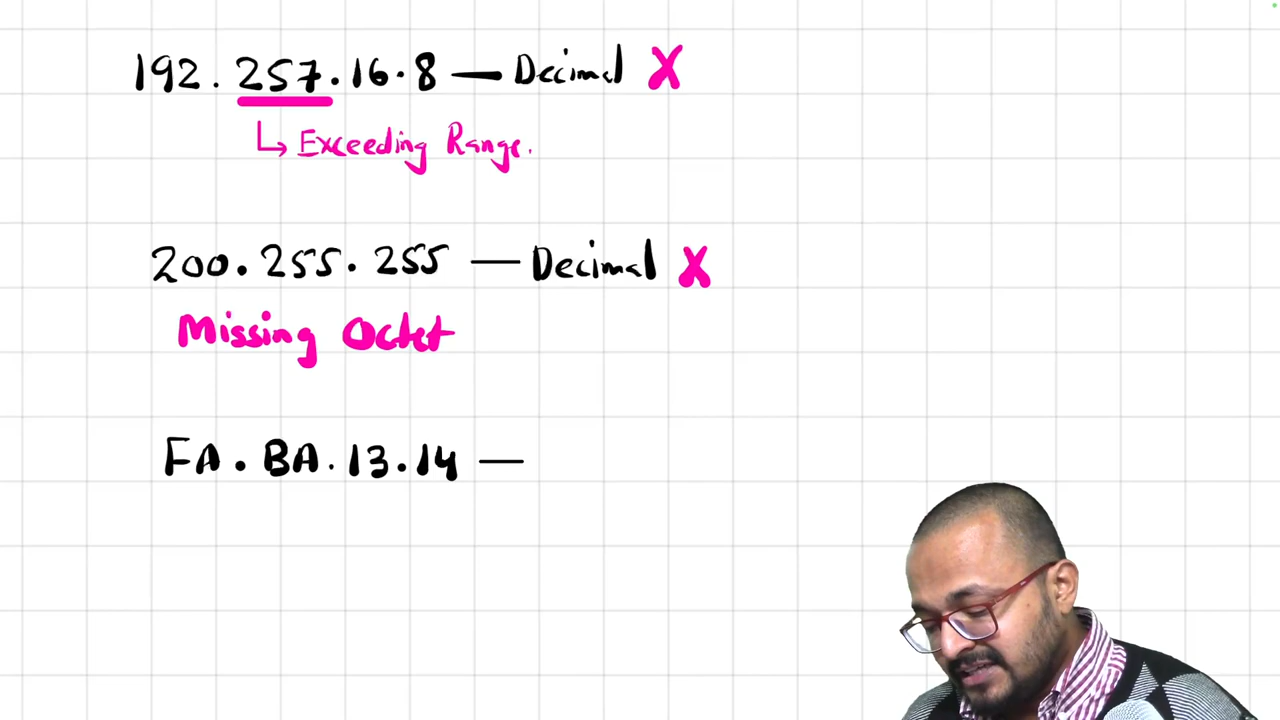 192.257.16.8 — Decimal X
↳ Exceeding Range.
200.255.255 — Decimal X
Missing Octet
FA.BA.13.14 —